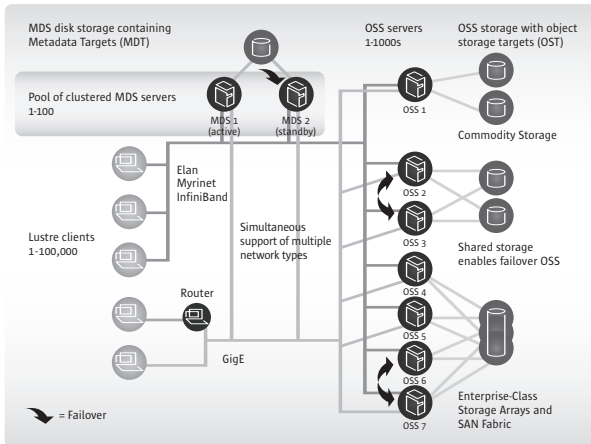 MDS disk storage containing
Metadata Targets (MDT)
OSS servers
1-1000s
OSS storage with object
storage targets (OST)
Pool of clustered MDS servers
1-100
MDS 1
(active)
MDS 2
(standby)
OSS 1
Commodity Storage
Elan
Myrinet
InfiniBand
OSS 2
Simultaneous
support of multiple
network types
OSS 3
Shared storage
enables failover OSS
Lustre clients
1-100,000
OSS 4
Router
OSS 5
GigE
OSS 6
Enterprise-Class
Storage Arrays and
SAN Fabric
= Failover
OSS 7